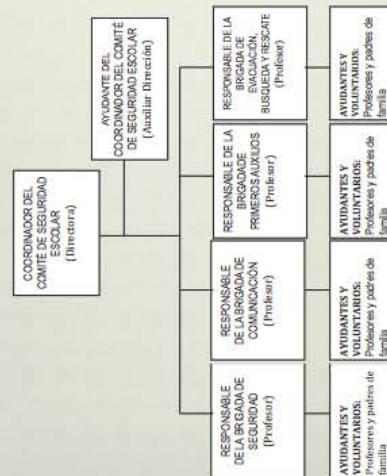 COORDINADOR DEL
COMITÉ DE SEGURIDAD
ESCOLAR
(Directora)
AYUDANTE DEL
COORDINADOR DEL COMITÉ
DE SEGURIDAD ESCOLAR
(Auxiliar Dirección)
RESPONSABLE
DE LA BRIGADA DE
SEGURIDAD
(Profesor)
RESPONSABLE
DE LA BRIGADA DE
COMUNICACIÓN
(Profesor)
RESPONSABLE DE LA
BRIGADADE
PRIMEROS AUXILIOS
(Profesor)
RESPONSABLE DE LA
BRIGADA DE
EVACUACIÓN,
BUSQUEDA Y RESCATE
(Profesor)
AYUDANTES Y
VOLUNTARIOS:
Profesores y padres de
familia
AYUDANTES Y
VOLUNTARIOS:
Profesores y padres de
familia
AYUDANTES Y
VOLUNTARIOS:
Profesores y padres de
familia
AYUDANTES Y
VOLUNTARIOS:
Profesores y padres de
familia